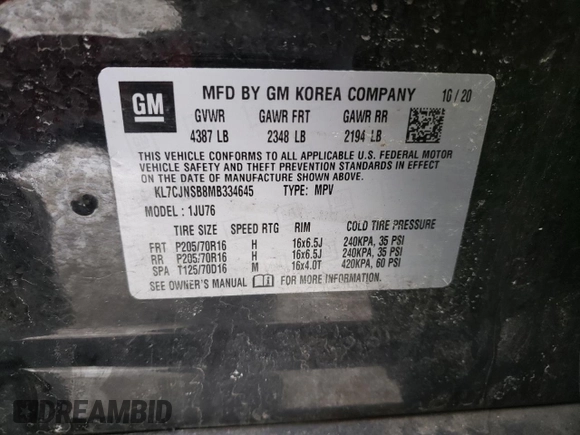 GM
MFD BY GM KOREA COMPANY 10/20
GVWR GAWR FRT GAWR RR
4387 LB 2348 LB 2194 LB
THIS VEHICLE CONFORMS TO ALL APPLICABLE U.S. FEDERAL MOTOR
VEHICLE SAFETY AND THEFT PREVENTION STANDARDS IN EFFECT
ON THE DATE OF MANUFACTURE SHOWN ABOVE.
KL7CJNSB8MB334645 TYPE: MPV
MODEL: 1JU76
TIRE SIZE SPEED RTG RIM COLD TIRE PRESSURE
FRT P205/70R16 H 16x6.5J 240KPA, 35 PSI
RR P205/70R16 H 16x6.5J 240KPA, 35 PSI
SPA T125/70D16 M 16x4.0T 420KPA, 60 PSI
SEE OWNER'S MANUAL FOR MORE INFORMATION.
DREAMBID